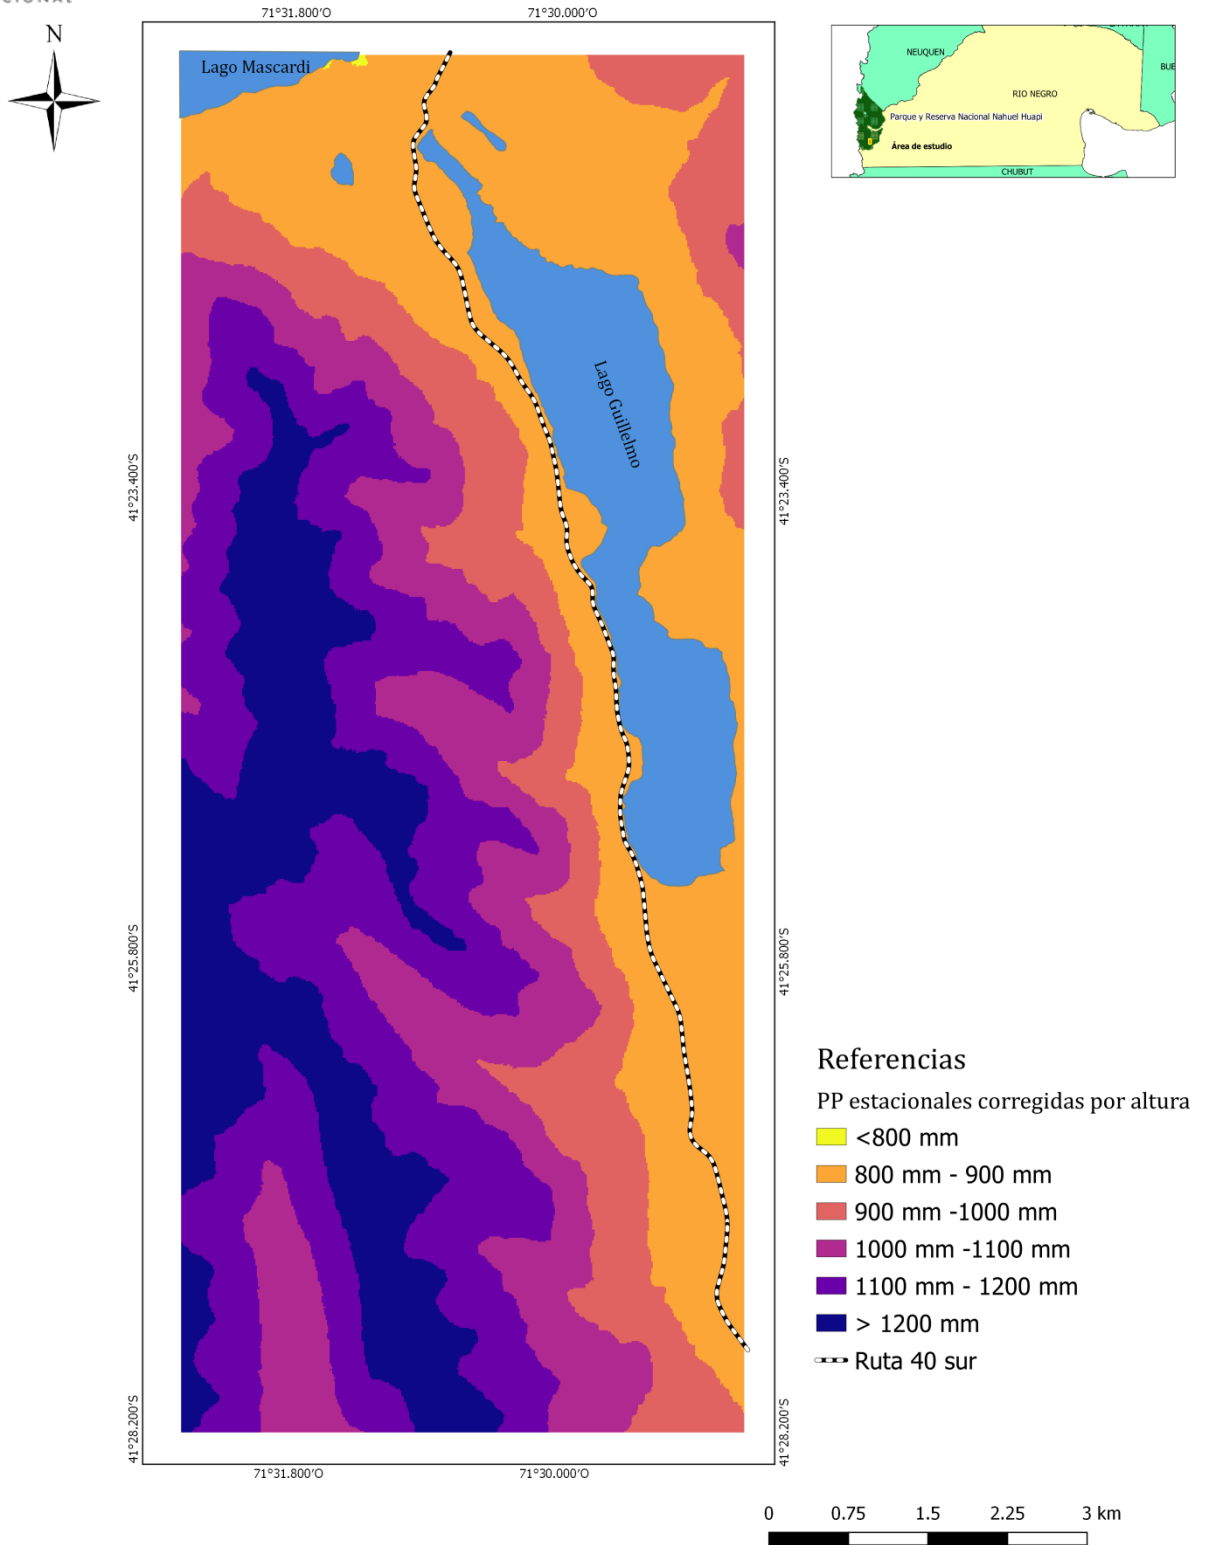 N
71°31.800'O
71°30.000'O
Lago Mascardi
Lago Guillelmo
41°23.400'S
41°23.400'S
41°25.800'S
41°25.800'S
41°28.200'S
41°28.200'S
71°31.800'O
71°30.000'O
NEUQUEN
BUE
RIO NEGRO
Parque y Reserva Nacional Nahuel Huapi
Área de estudio
CHUBUT
Referencias
PP estacionales corregidas por altura
<800 mm
800 mm - 900 mm
900 mm -1000 mm
1000 mm -1100 mm
1100 mm - 1200 mm
> 1200 mm
Ruta 40 sur
0 0.75 1.5 2.25 3 km